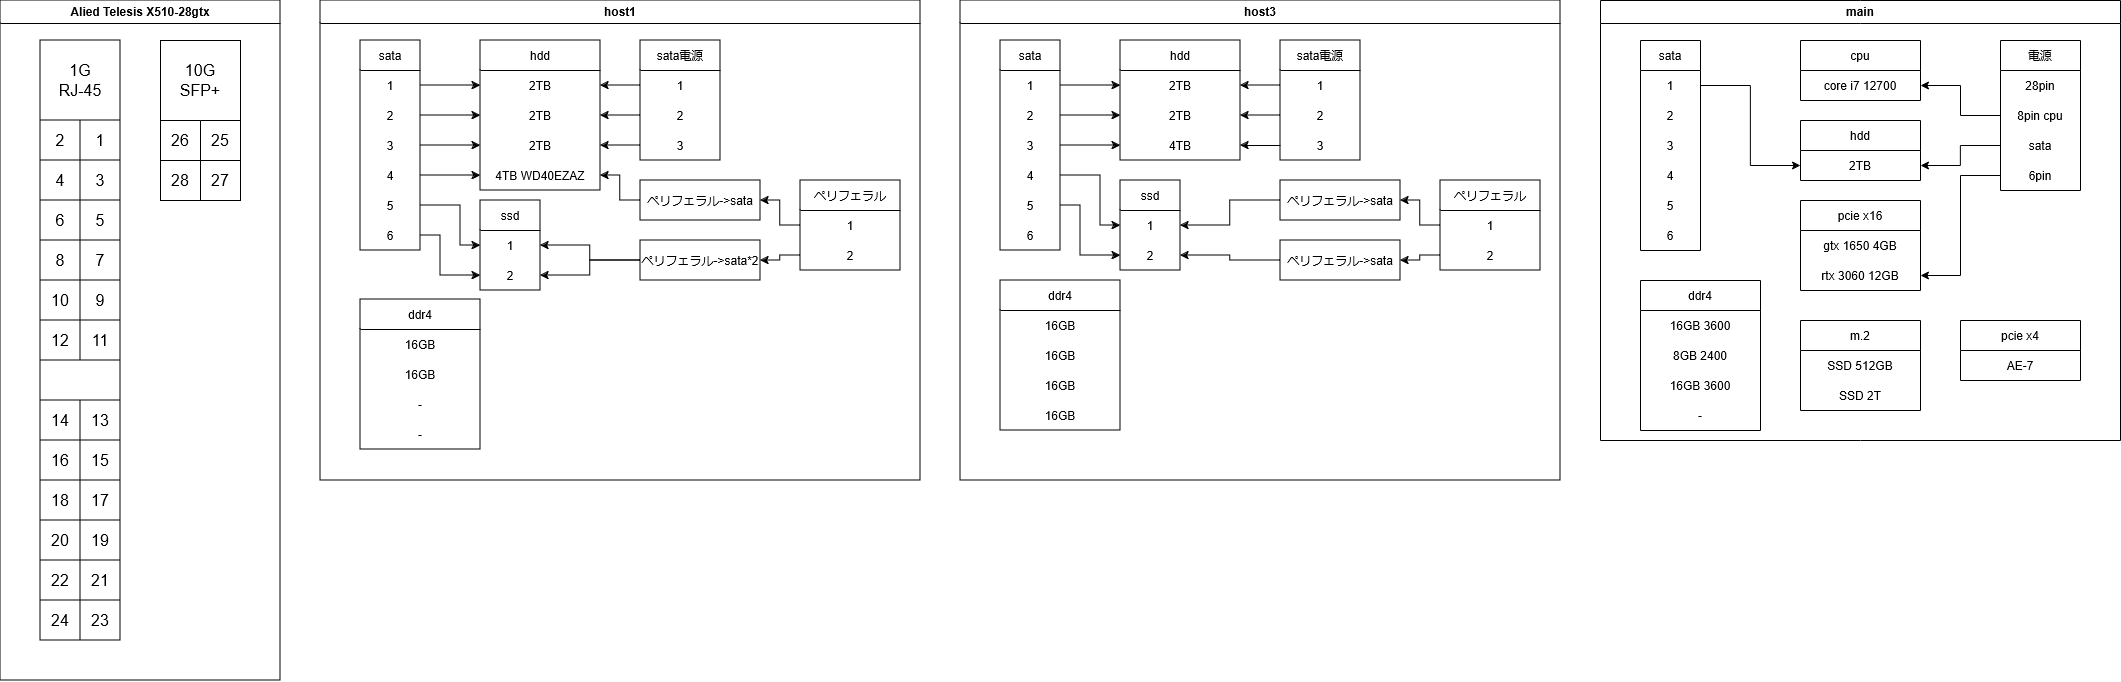 Alied Telesis X510-28gtx
1G
RJ-45
2 1
4 3
6 5
8 7
10 9
12 11
14 13
16 15
18 17
20 19
22 21
24 23
10G
SFP+
26 25
28 27
host1
sata
1
2
3
4
5
6
hdd
2TB
2TB
2TB
4TB WD40EZAZ
sata電源
1
2
3
ssd
1
2
ペリフェラル->sata
ペリフェラル->sata*2
ペリフェラル
1
2
ddr4
16GB
16GB
-
-
host3
sata
1
2
3
4
5
6
hdd
2TB
2TB
4TB
sata電源
1
2
3
ssd
1
2
ペリフェラル->sata
ペリフェラル->sata
ペリフェラル
1
2
ddr4
16GB
16GB
16GB
16GB
main
sata
1
2
3
4
5
6
cpu
core i7 12700
hdd
2TB
pcie x16
gtx 1650 4GB
rtx 3060 12GB
電源
28pin
8pin cpu
sata
6pin
ddr4
16GB 3600
8GB 2400
16GB 3600
-
m.2
SSD 512GB
SSD 2T
pcie x4
AE-7